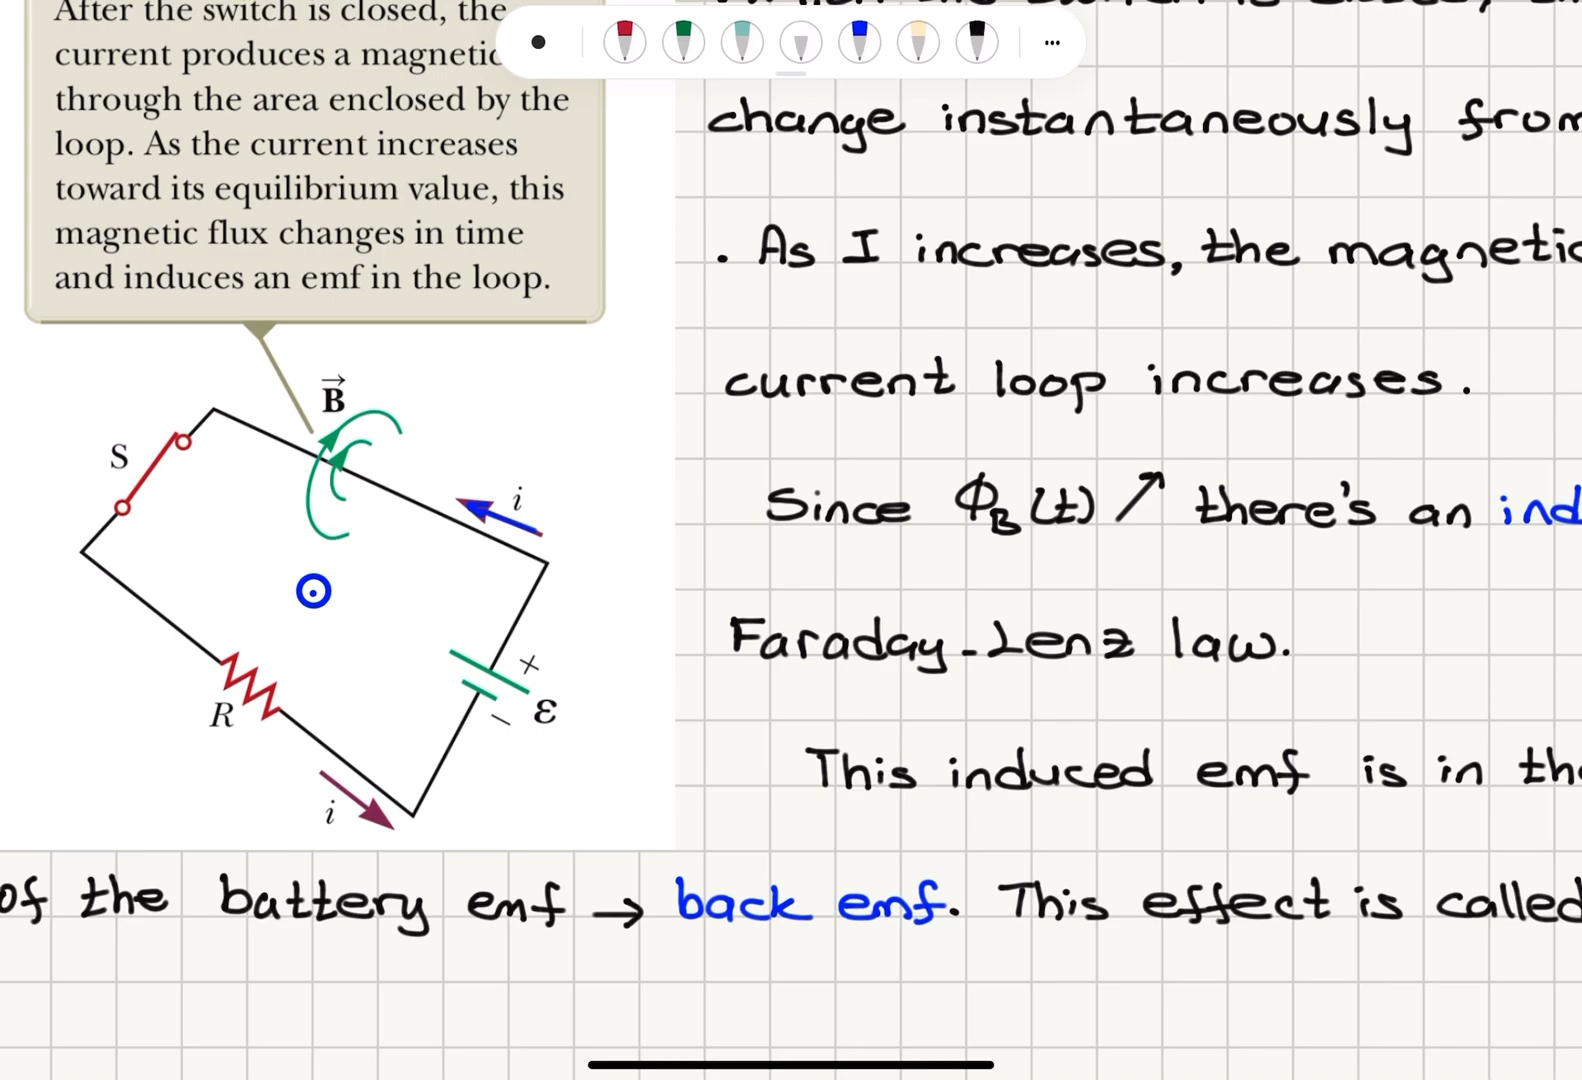 After the switch is closed, the
current produces a magnetic
through the area enclosed by the
loop. As the current increases
toward its equilibrium value, this
magnetic flux changes in time
and induces an emf in the loop.
B
S
i
+
ε
−
R
i
change instantaneously from
. As I increases, the magnetic
current loop increases.
Since Φ_B(t) ↗ there's an ind
Faraday-Lenz law.
This induced emf is in the
of the battery emf → back emf. This effect is called